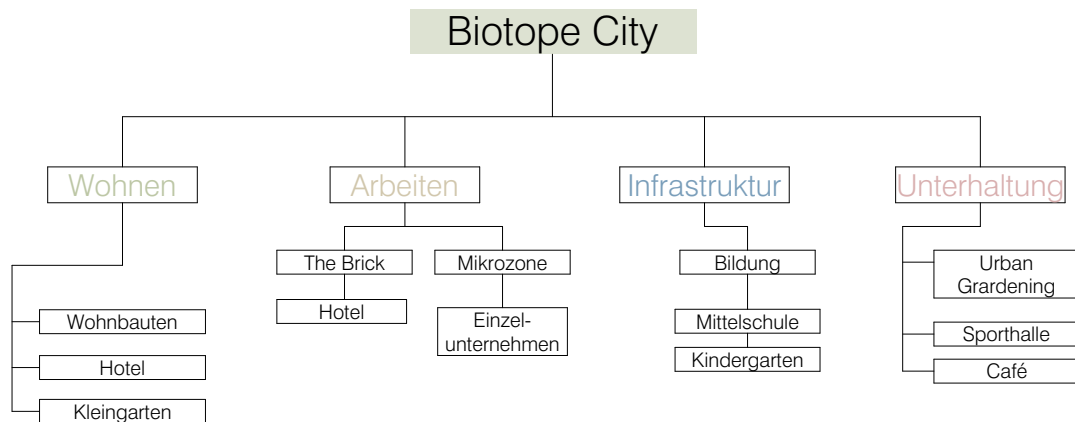 Biotope City
Wohnen
Arbeiten
Infrastruktur
Unterhaltung
The Brick
Mikrozone
Bildung
Urban
Grardening
Hotel
Einzel-
unternehmen
Wohnbauten
Mittelschule
Sporthalle
Hotel
Kindergarten
Café
Kleingarten